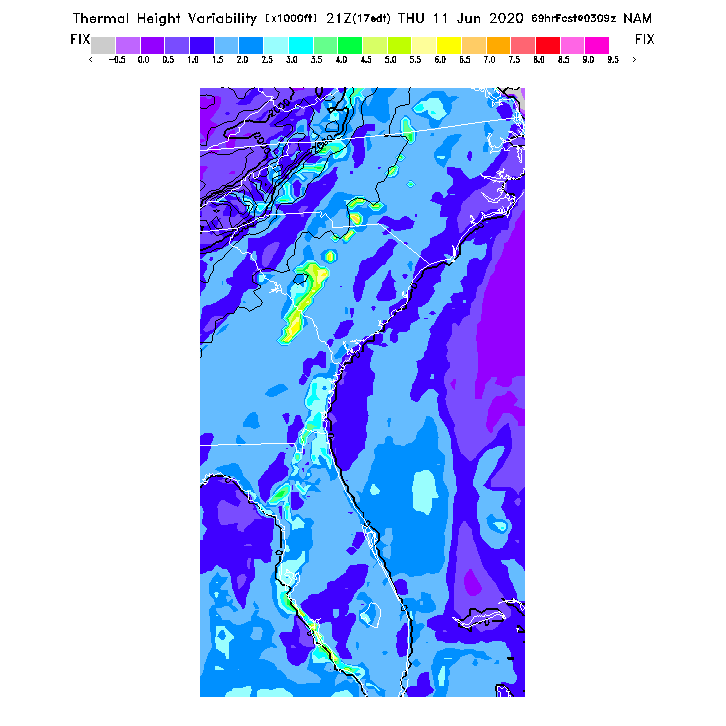 Thermal Height Variability [x1000ft] 21Z(17edt) THU 11 Jun 2020 69hrFcst@0309z NAM
FIX FIX
< -0.5 0.0 0.5 1.0 1.5 2.0 2.5 3.0 3.5 4.0 4.5 5.0 5.5 6.0 6.5 7.0 7.5 8.0 8.5 9.0 9.5 >